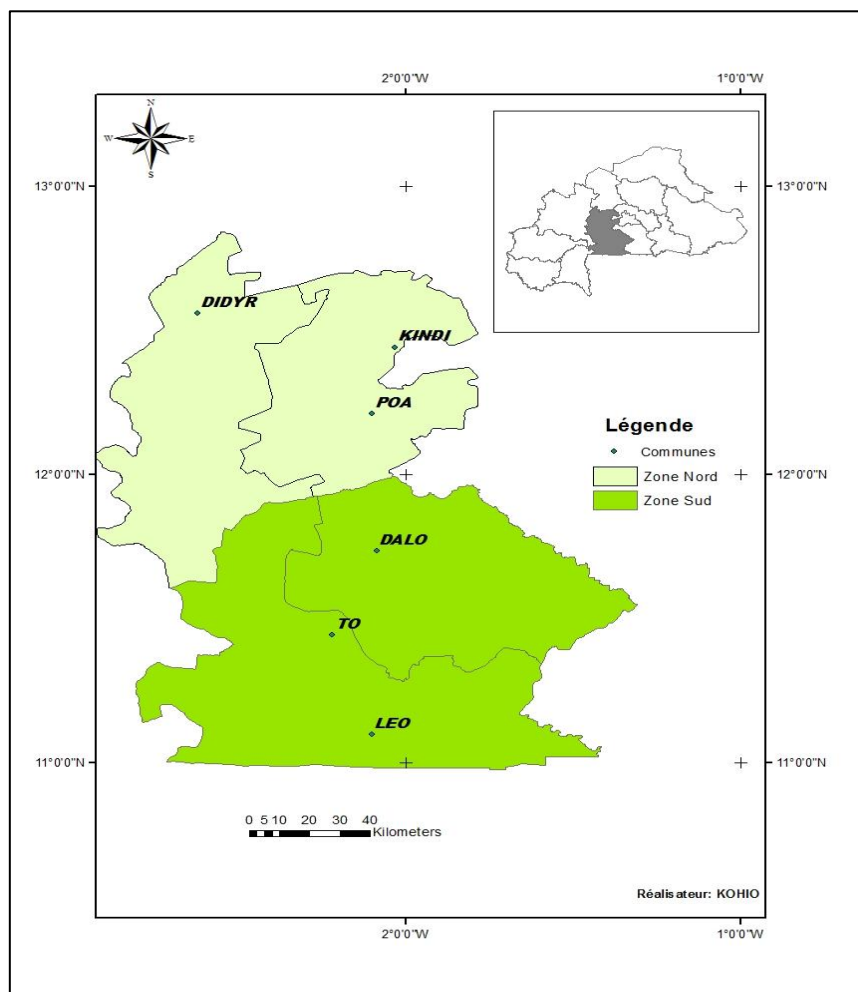 2°0'0"W 1°0'0"W
N
W E
S
13°0'0"N 13°0'0"N
DIDYR
KINDI
POA
Légende
Communes
Zone Nord
Zone Sud
12°0'0"N 12°0'0"N
DALO
TO
LEO
11°0'0"N 11°0'0"N
0 5 10 20 30 40
Kilometers
Réalisateur: KOHIO
2°0'0"W 1°0'0"W